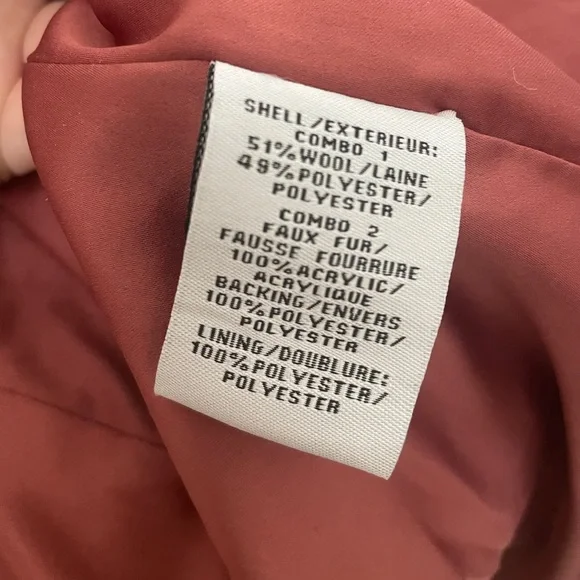 SHELL/EXTERIEUR:
COMBO 1
51%WOOL/LAINE
49%POLYESTER/
POLYESTER
COMBO 2
FAUX FUR/
FAUSSE FOURRURE
100%ACRYLIC/
ACRYLIQUE
BACKING/ENVERS
100%POLYESTER/
POLYESTER
LINING/DOUBLURE:
100%POLYESTER/
POLYESTER